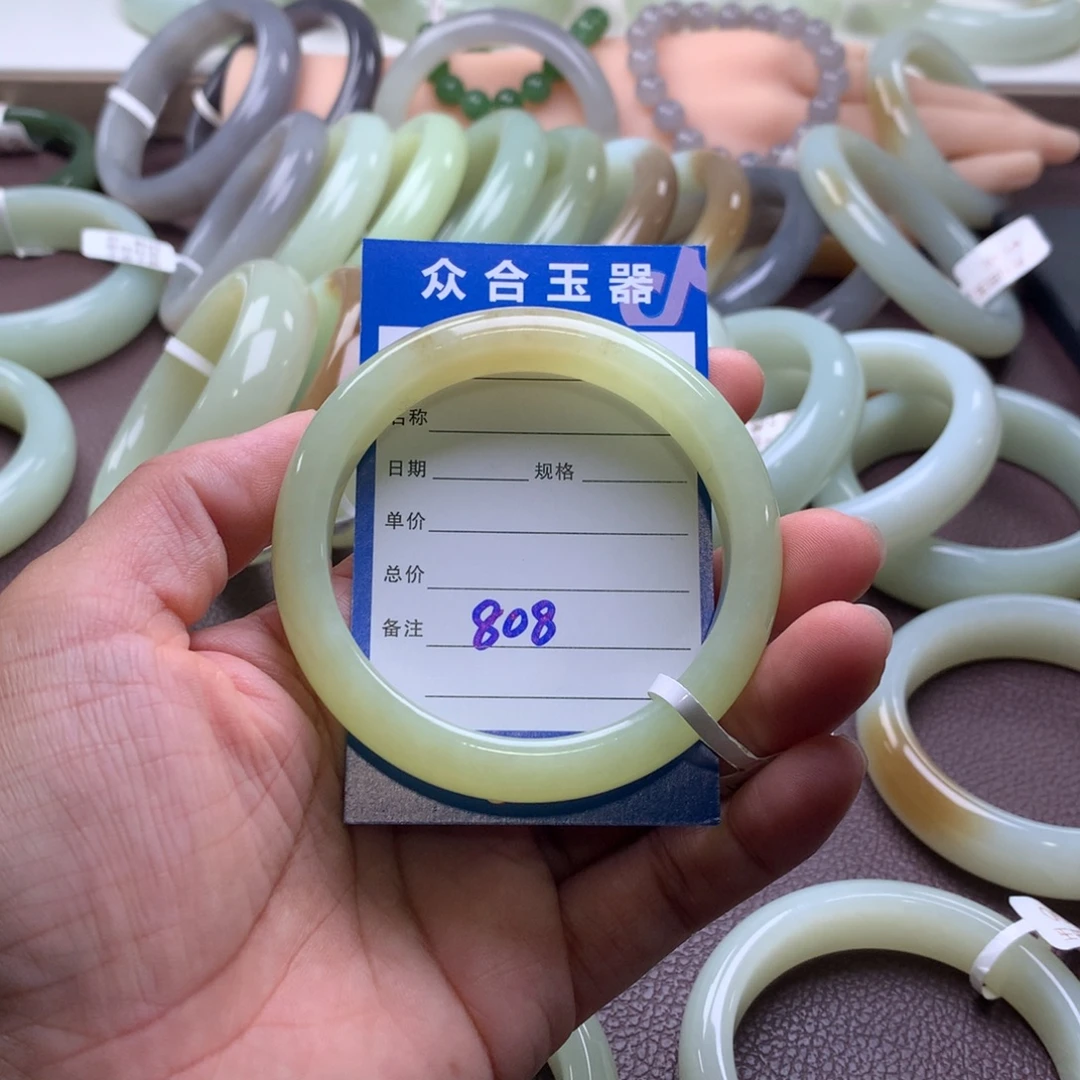 众合玉器
名称
日期 规格
单价
总价
备注 808